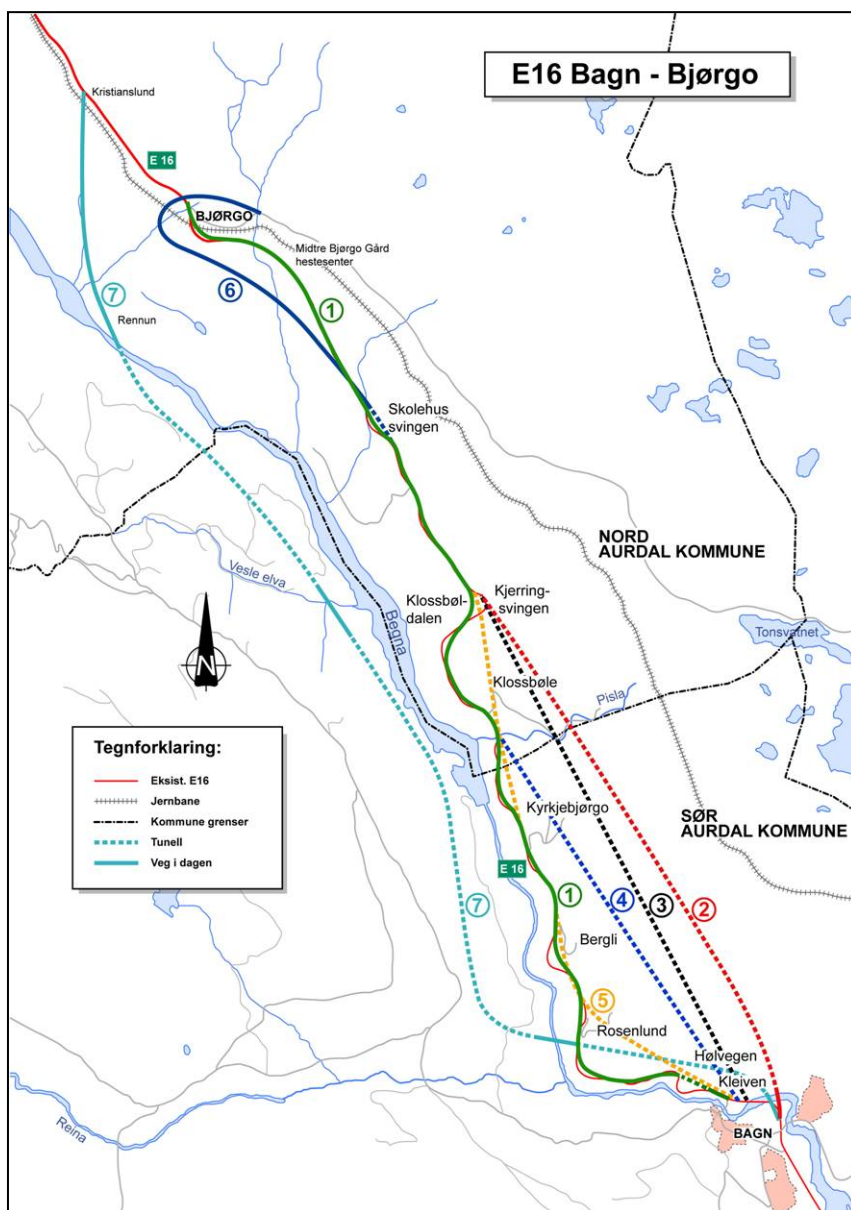 E16 Bagn - Bjørgo
Kristianslund
E 16
BJØRGO
Midtre Bjørgo Gård
hestesenter
6
1
7
Rennun
Skolehus
svingen
NORD
AURDAL KOMMUNE
Vesle elva
Klossbøl-
dalen
Kjerring-
svingen
Begna
Tonsvatnet
N
Klossbøle
Pisla
Tegnforklaring:
Eksist. E16
Jernbane
Kommune grenser
Tunell
Veg i dagen
Kyrkjebjørgo
SØR
AURDAL KOMMUNE
E 16
7
1
4
3
2
Bergli
5
Rosenlund
Hølvegen
Kleiven
Reina
BAGN